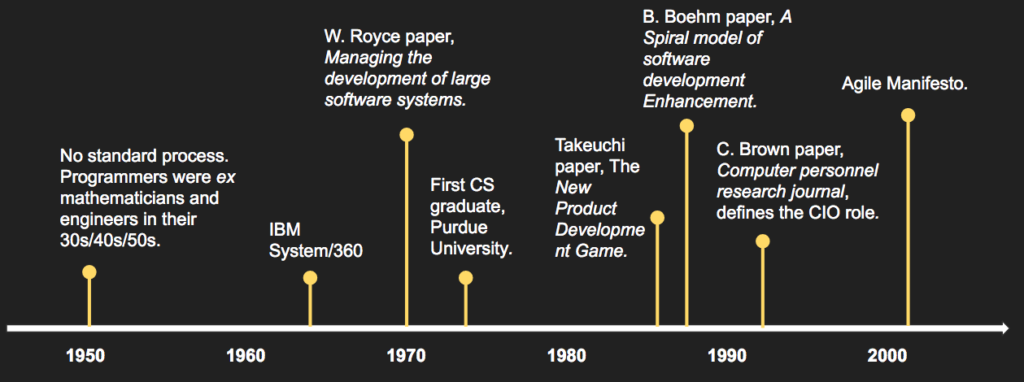 No standard process.
Programmers were ex
mathematicians and
engineers in their
30s/40s/50s.
IBM
System/360
W. Royce paper,
Managing the
development of large
software systems.
First CS
graduate,
Purdue
University.
Takeuchi
paper, The
New
Product
Developme
nt Game.
B. Boehm paper, A
Spiral model of
software
development
Enhancement.
C. Brown paper,
Computer personnel
research journal,
defines the CIO role.
Agile Manifesto.
1950
1960
1970
1980
1990
2000